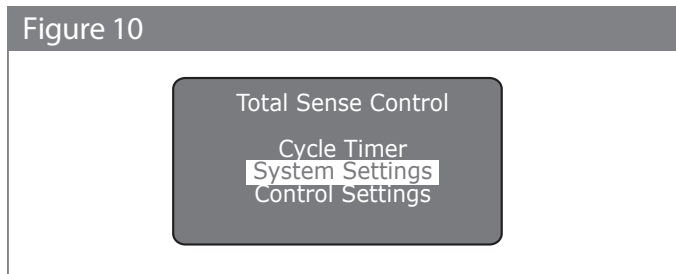 Figure 10
Total Sense Control
Cycle Timer
System Settings
Control Settings